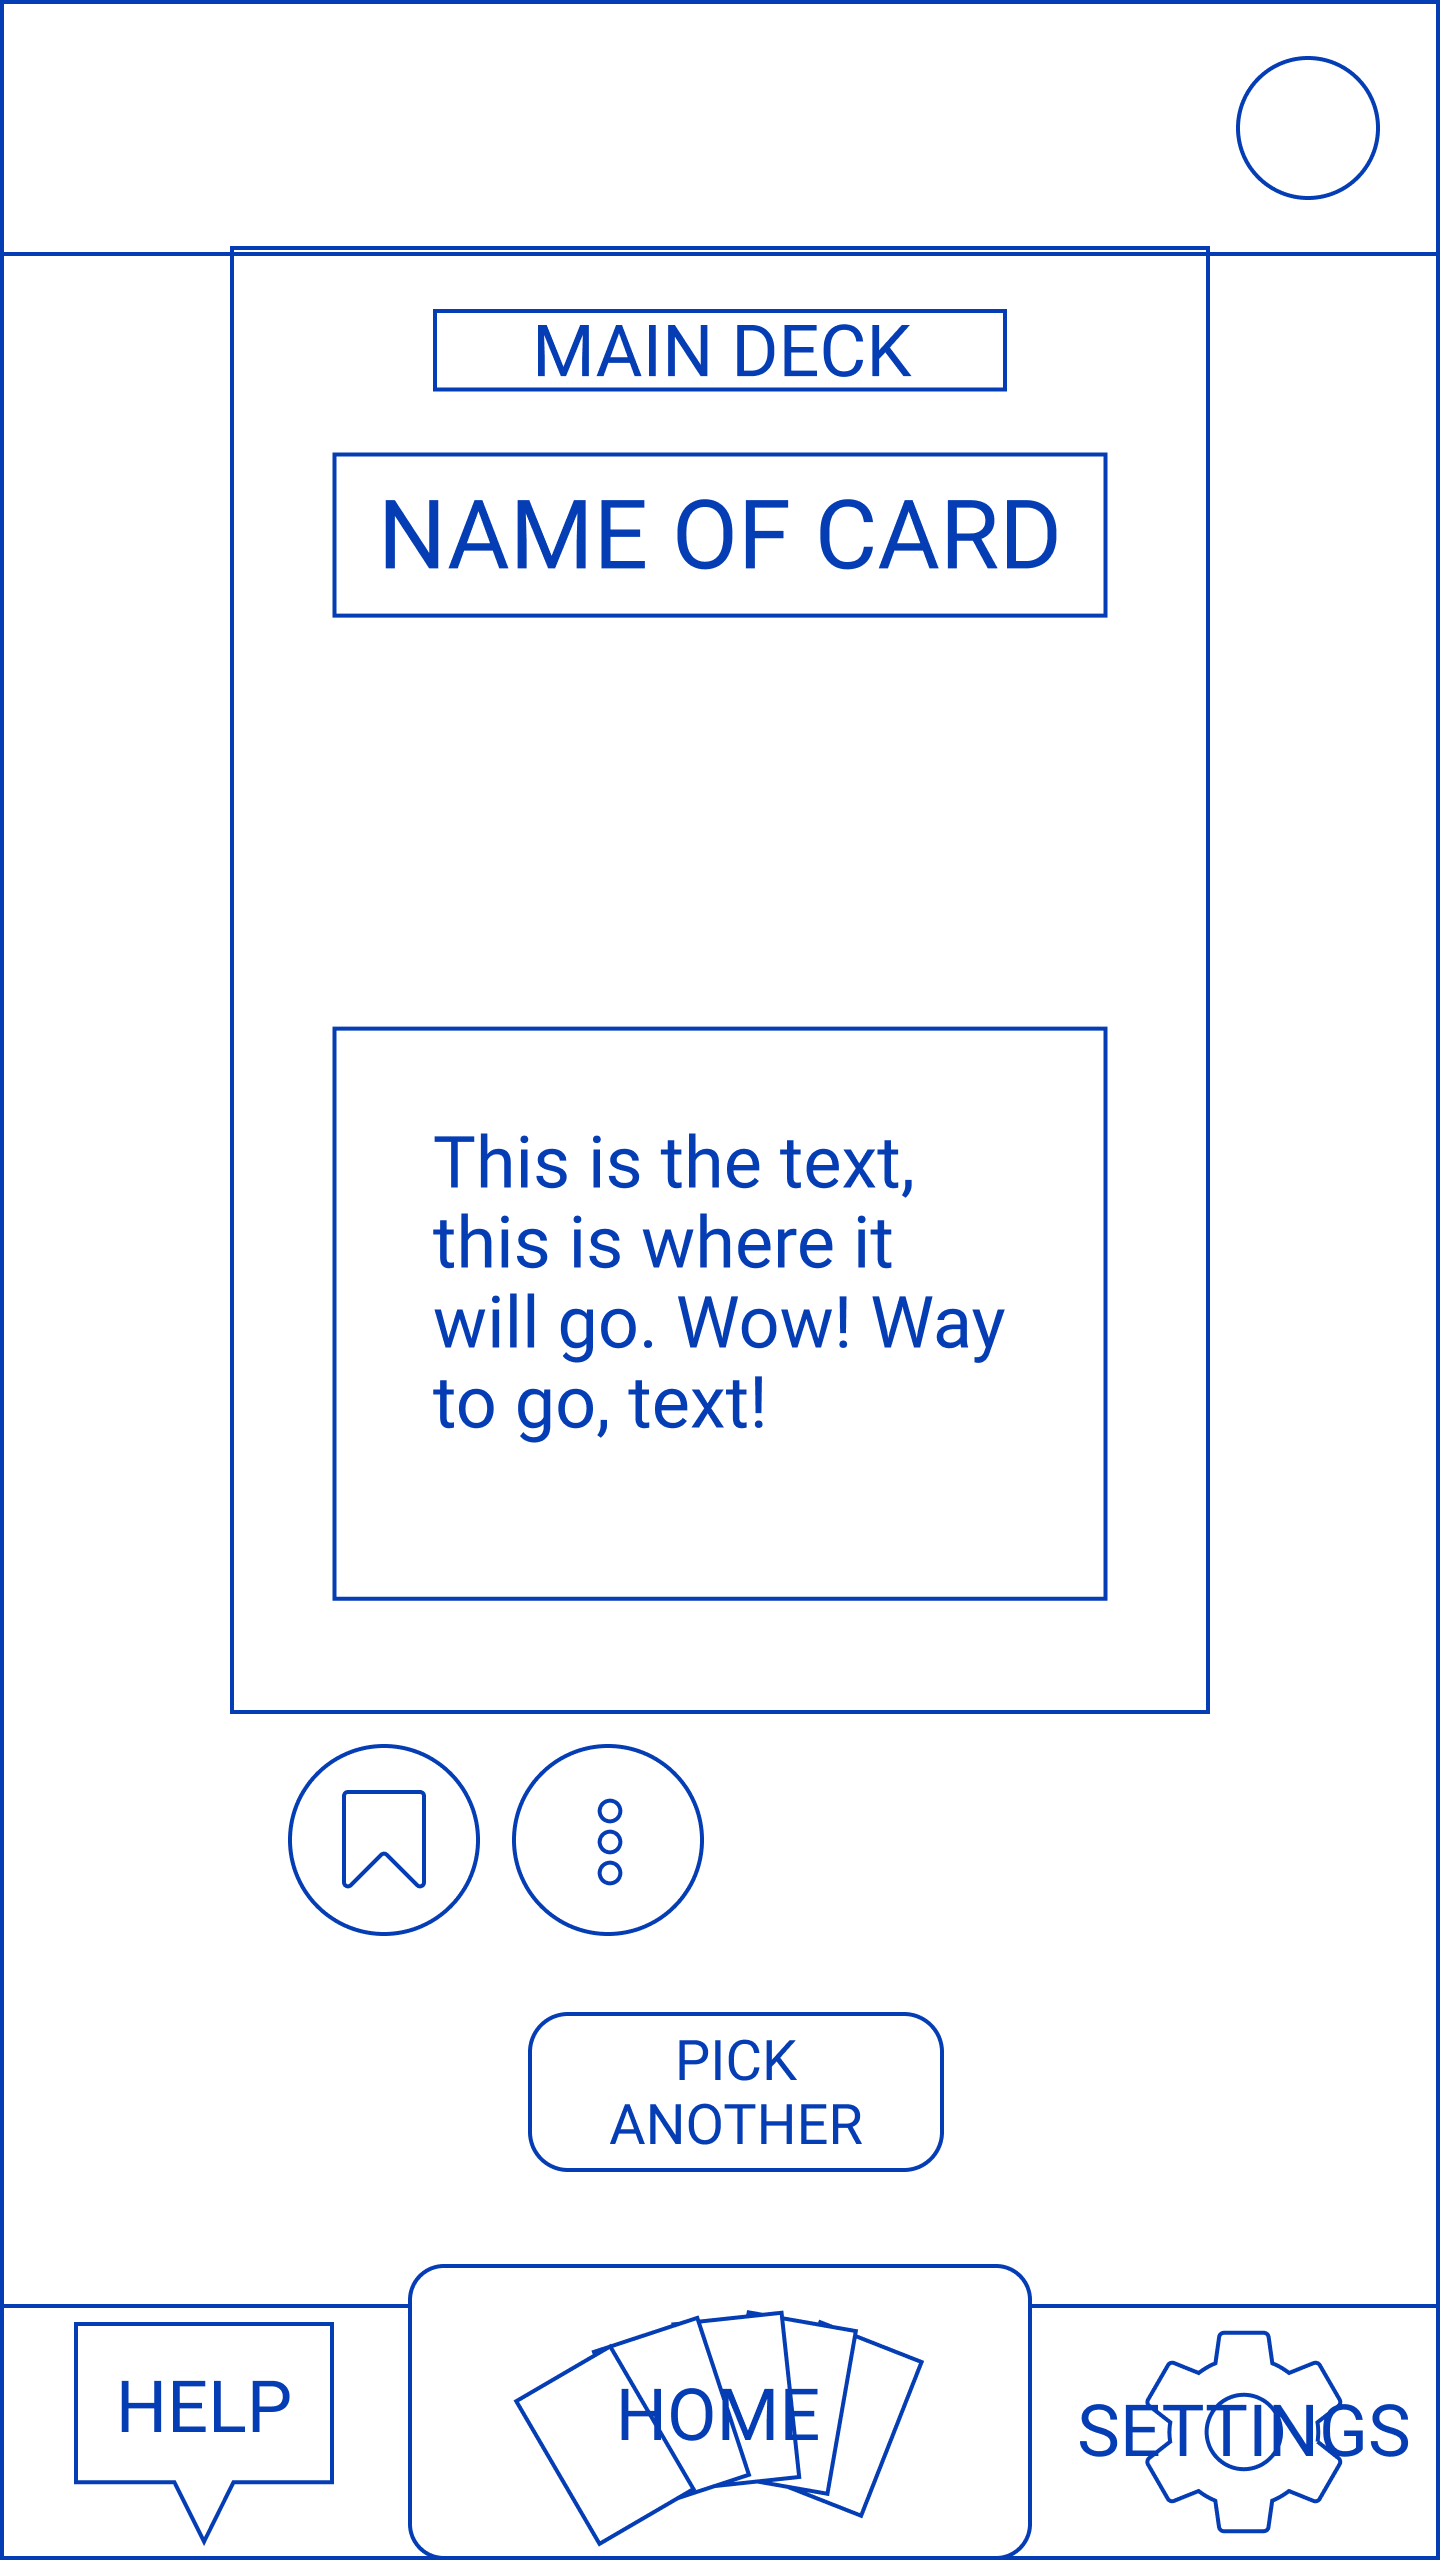 MAIN DECK
NAME OF CARD
This is the text,
this is where it
will go. Wow! Way
to go, text!
PICK
ANOTHER
HELP
HOME
SETTINGS